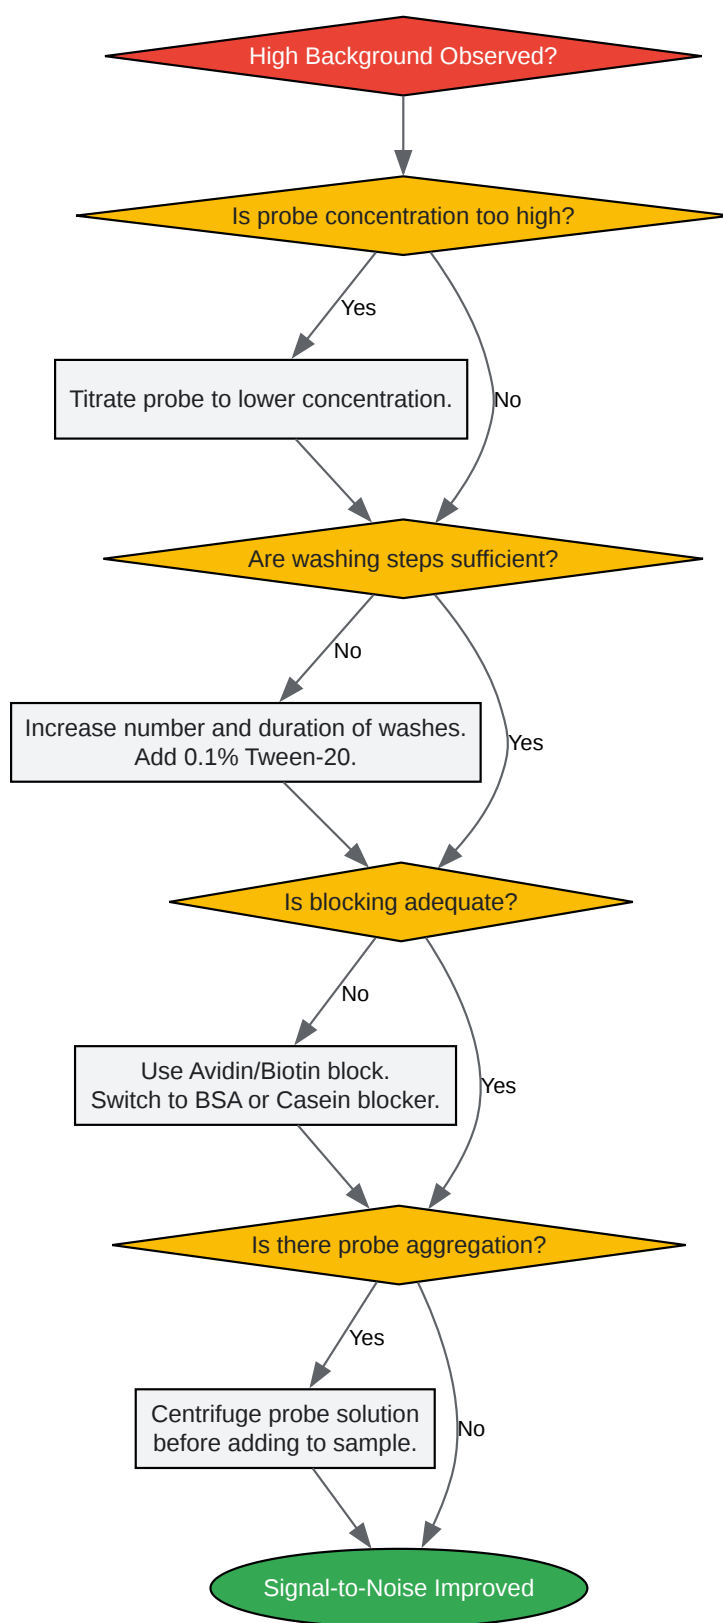 High Background Observed?
Is probe concentration too high?
Yes
Titrate probe to lower concentration.
No
Are washing steps sufficient?
No
Increase number and duration of washes.
Add 0.1% Tween-20.
Yes
Is blocking adequate?
No
Use Avidin/Biotin block.
Switch to BSA or Casein blocker.
Yes
Is there probe aggregation?
Yes
Centrifuge probe solution
before adding to sample.
No
Signal-to-Noise Improved